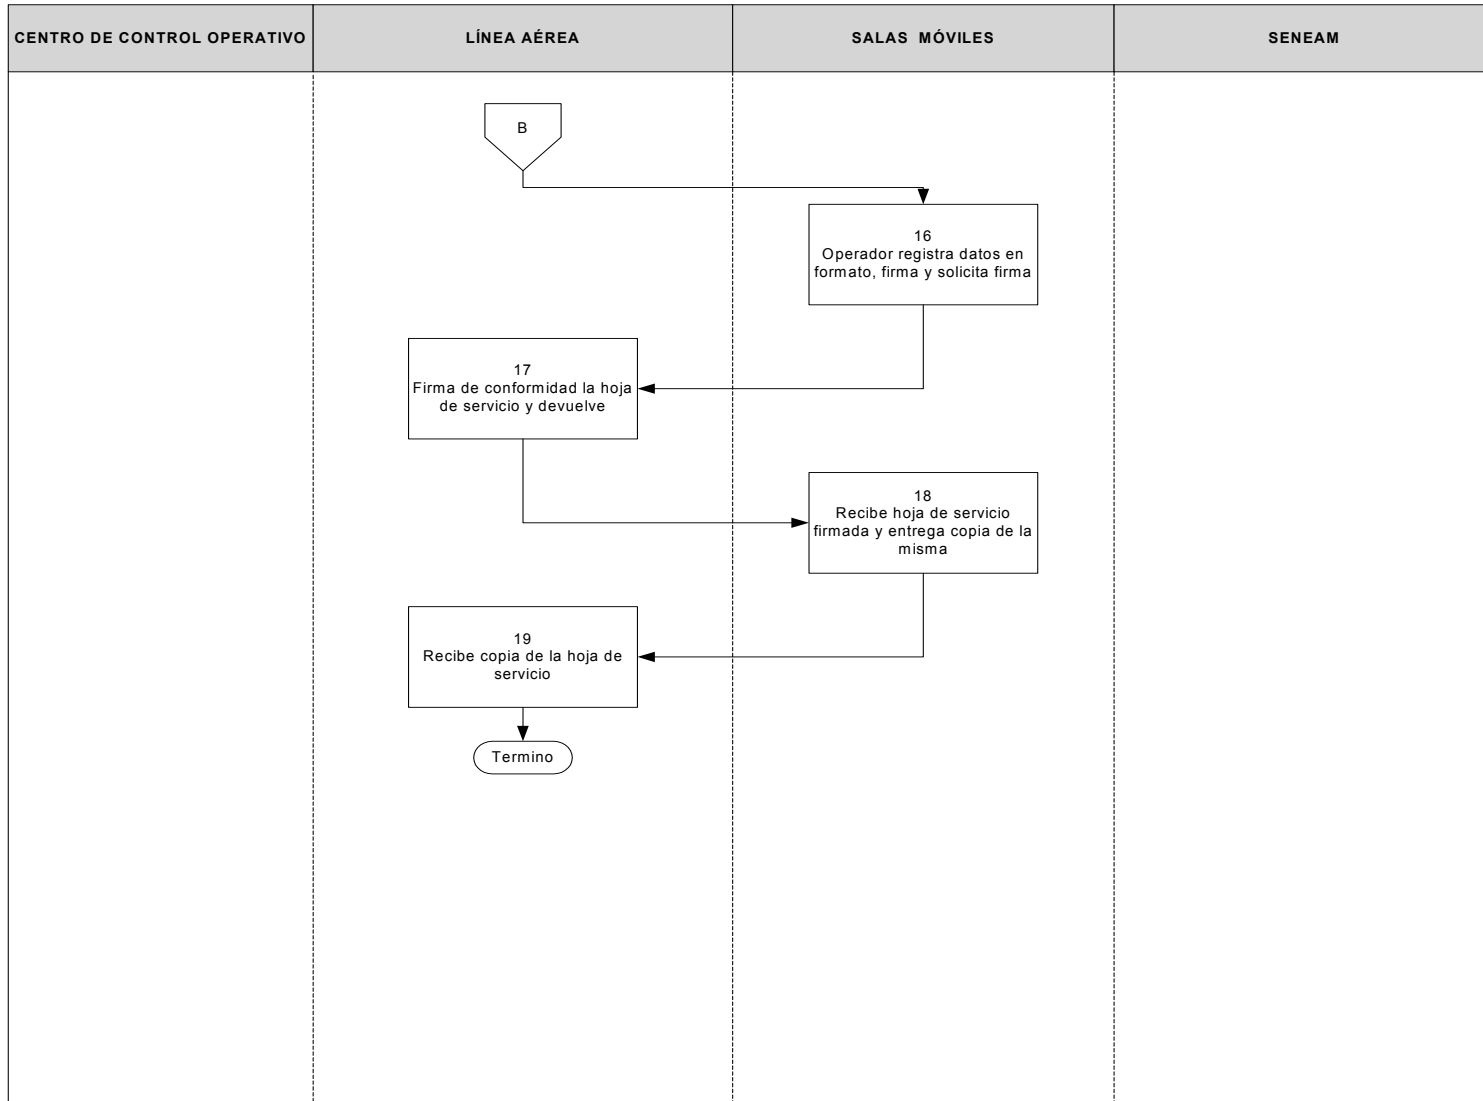 CENTRO DE CONTROL OPERATIVO
LÍNEA AÉREA
SALAS MÓVILES
SENEAM
B
16
Operador registra datos en
formato, firma y solicita firma
17
Firma de conformidad la hoja
de servicio y devuelve
18
Recibe hoja de servicio
firmada y entrega copia de la
misma
19
Recibe copia de la hoja de
servicio
Termino